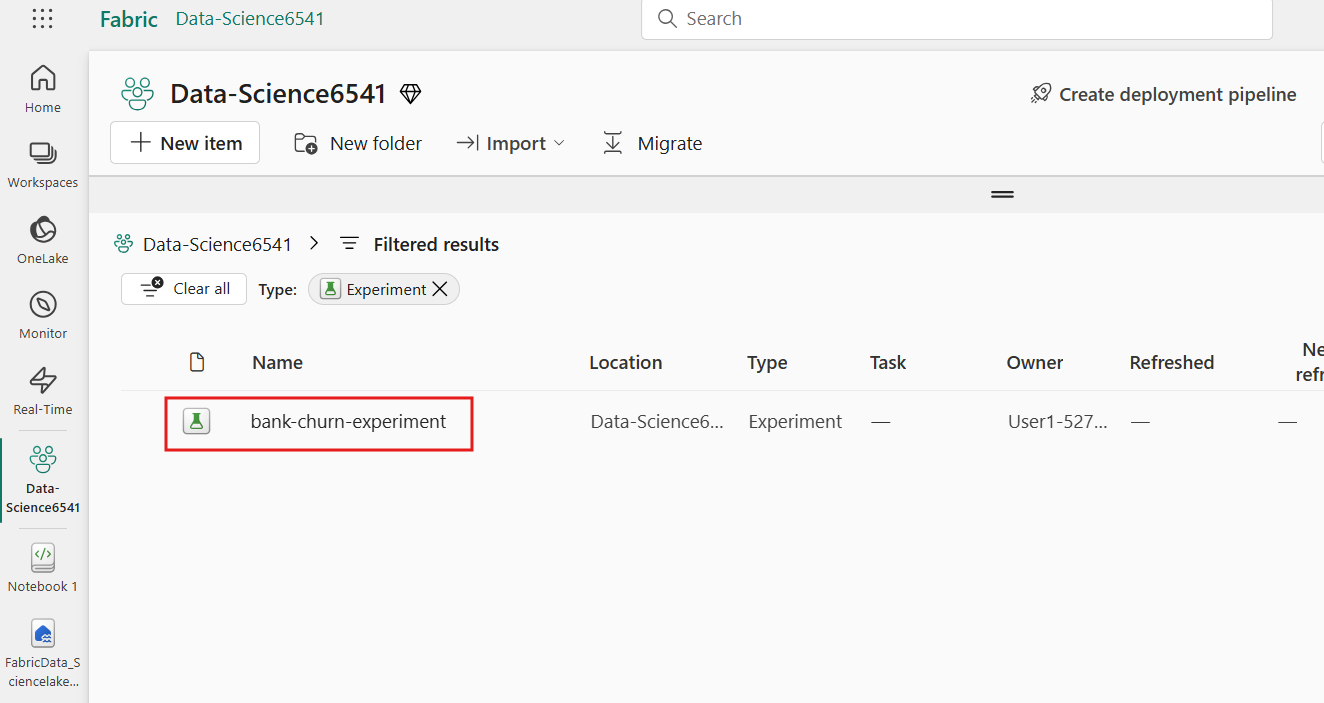 Fabric Data-Science6541
Search
Home
Workspaces
OneLake
Monitor
Real-Time
Data-
Science6541
Notebook 1
FabricData_S
ciencelake...
Data-Science6541
Create deployment pipeline
New item
New folder
Import
Migrate
Data-Science6541 > Filtered results
Clear all
Type:
Experiment
Name Location Type Task Owner Refreshed Ne
refr
bank-churn-experiment Data-Science6... Experiment — User1-527... — —